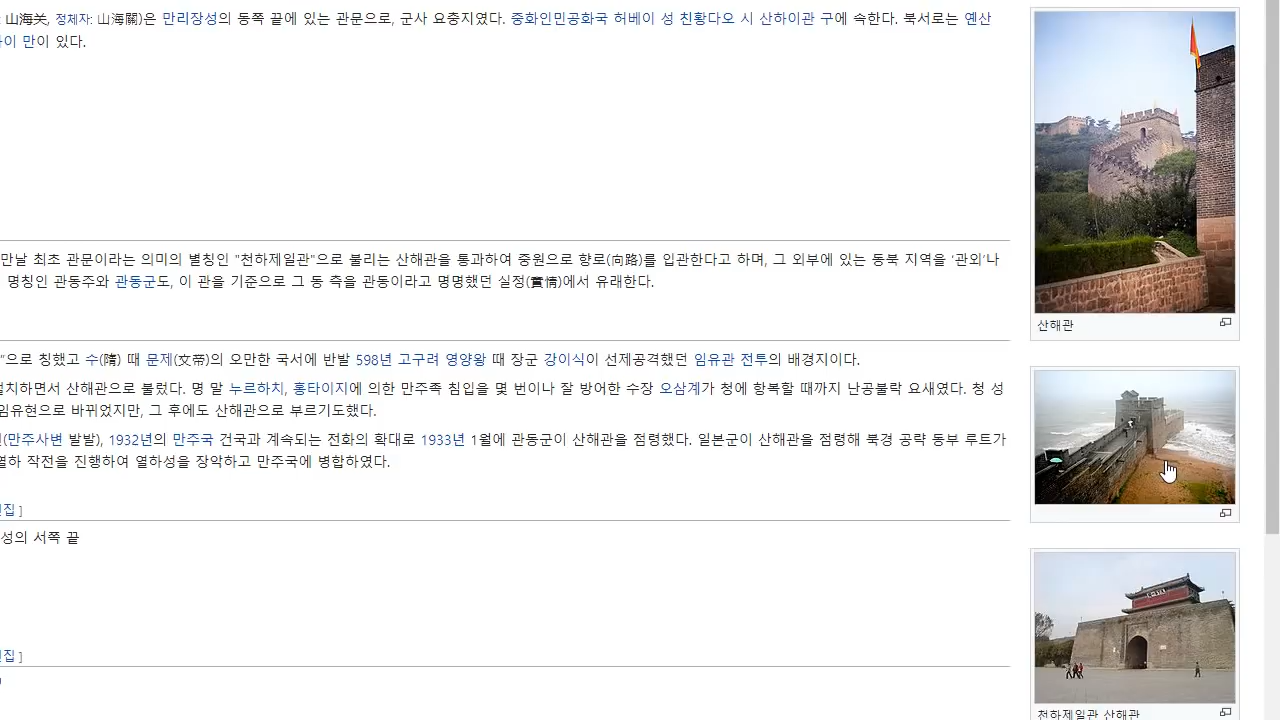 山海关, 정체자: 山海關)은 만리장성의 동쪽 끝에 있는 관문으로, 군사 요충지였다. 중화인민공화국 허베이 성 친황다오 시 산하이관 구에 속한다. 북서로는 예산
이 만이 있다.
만날 최초 관문이라는 의미의 별칭인 "천하제일관"으로 불리는 산해관을 통과하여 중원으로 향로(向路)를 입관한다고 하며, 그 외부에 있는 동북 지역을 '관외'나
명칭인 관동주와 관동군도, 이 관을 기준으로 그 동 측을 관동이라고 명명했던 실정(實情)에서 유래한다.
산해관
"으로 칭했고 수(隋) 때 문제(文帝)의 오만한 국서에 반발 598년 고구려 영양왕 때 장군 강이식이 선제공격했던 임유관 전투의 배경지이다.
설치하면서 산해관으로 불렀다. 명 말 누르하치, 홍타이지에 의한 만주족 침입을 몇 번이나 잘 방어한 수장 오삼계가 청에 항복할 때까지 난공불락 요새였다. 청 성
임유현으로 바뀌었지만, 그 후에도 산해관으로 부르기도했다.
(만주사변 발발), 1932년의 만주국 건국과 계속되는 전화의 확대로 1933년 1월에 관동군이 산해관을 점령했다. 일본군이 산해관을 점령해 북경 공략 동부 루트가
열하 작전을 진행하여 열하성을 장악하고 만주국에 병합하였다.
집 ]
성의 서쪽 끝
집 ]
천하제일관 산해관